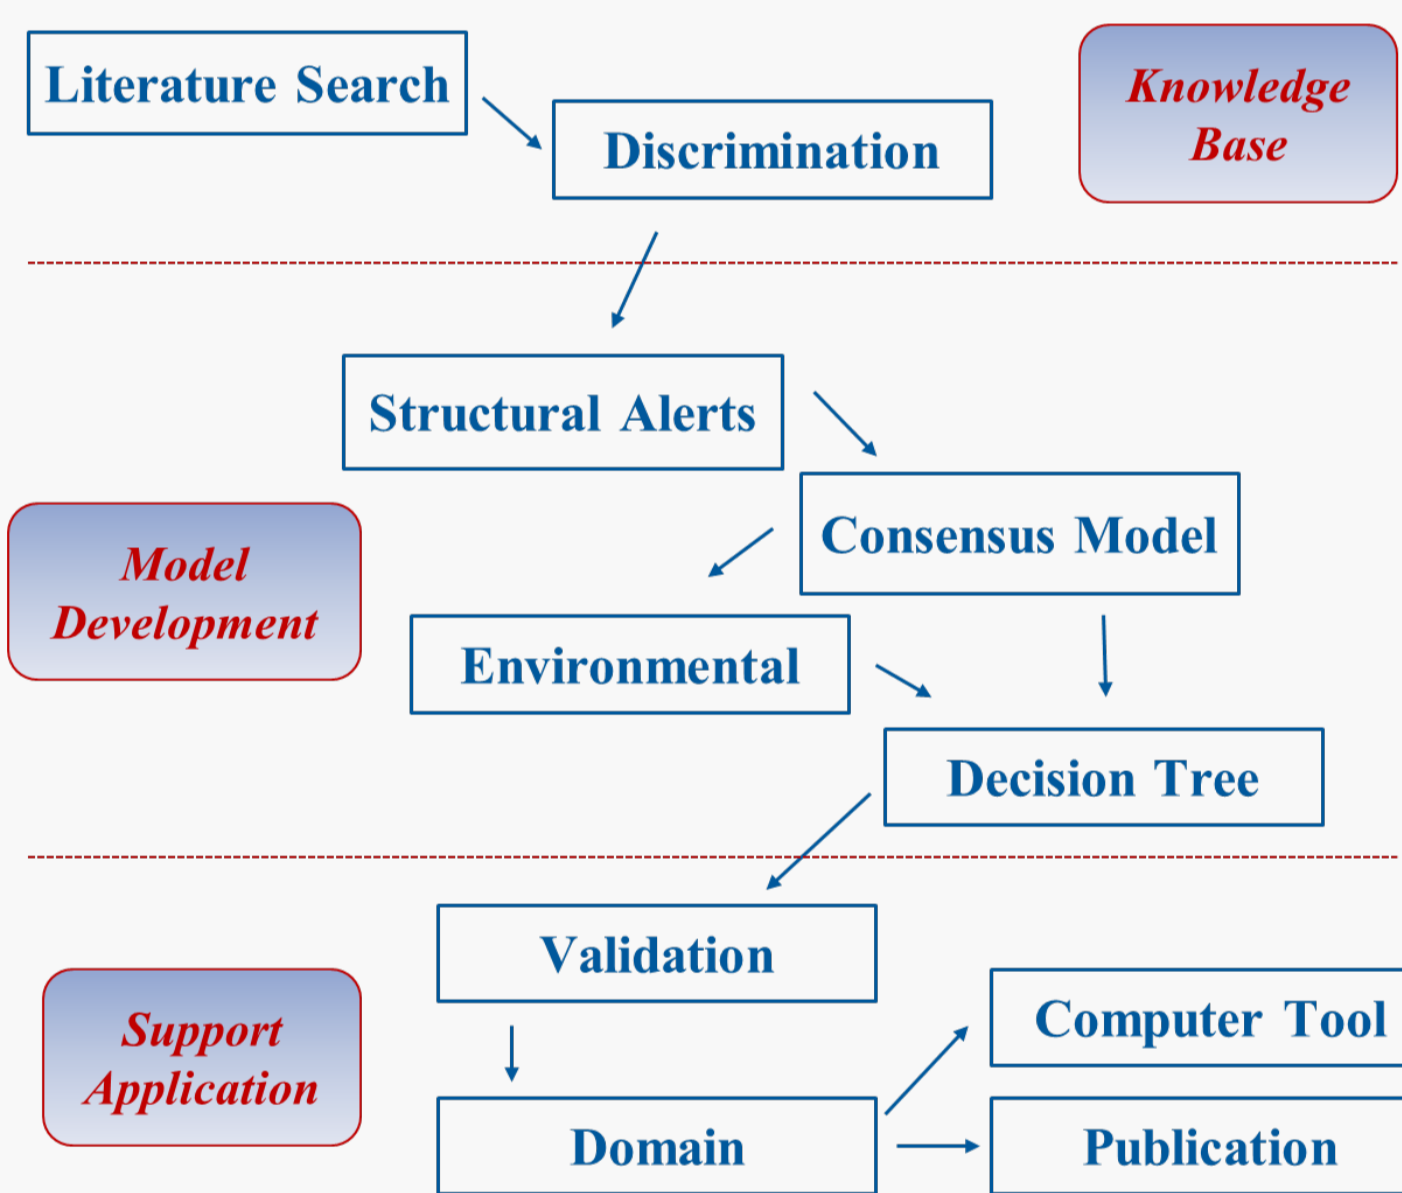 Literature Search
Discrimination
Knowledge
Base
Structural Alerts
Consensus Model
Model
Development
Environmental
Decision Tree
Validation
Support
Application
Computer Tool
Domain
Publication